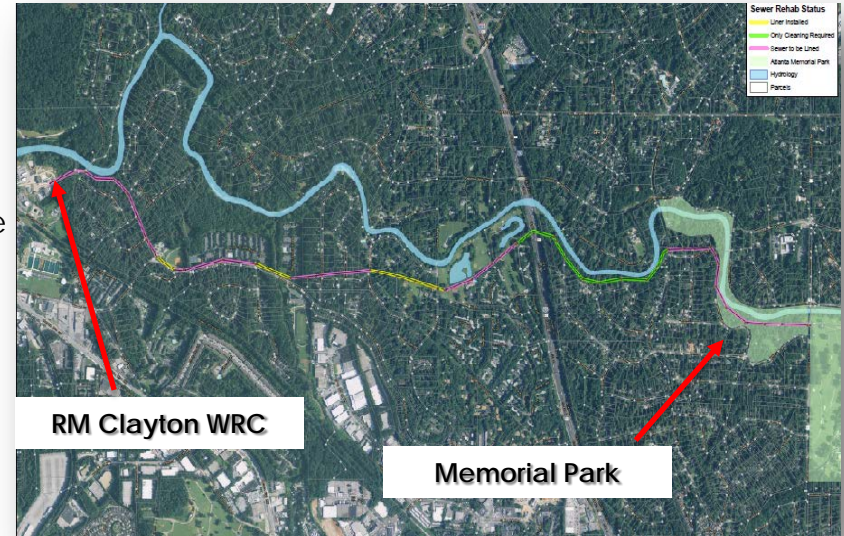 Sewer Rehab Status
Liner Installed
Only Cleaning Required
Sewer to be Lined
Atlanta Memorial Park
Hydrology
Parcels
e
RM Clayton WRC
Memorial Park